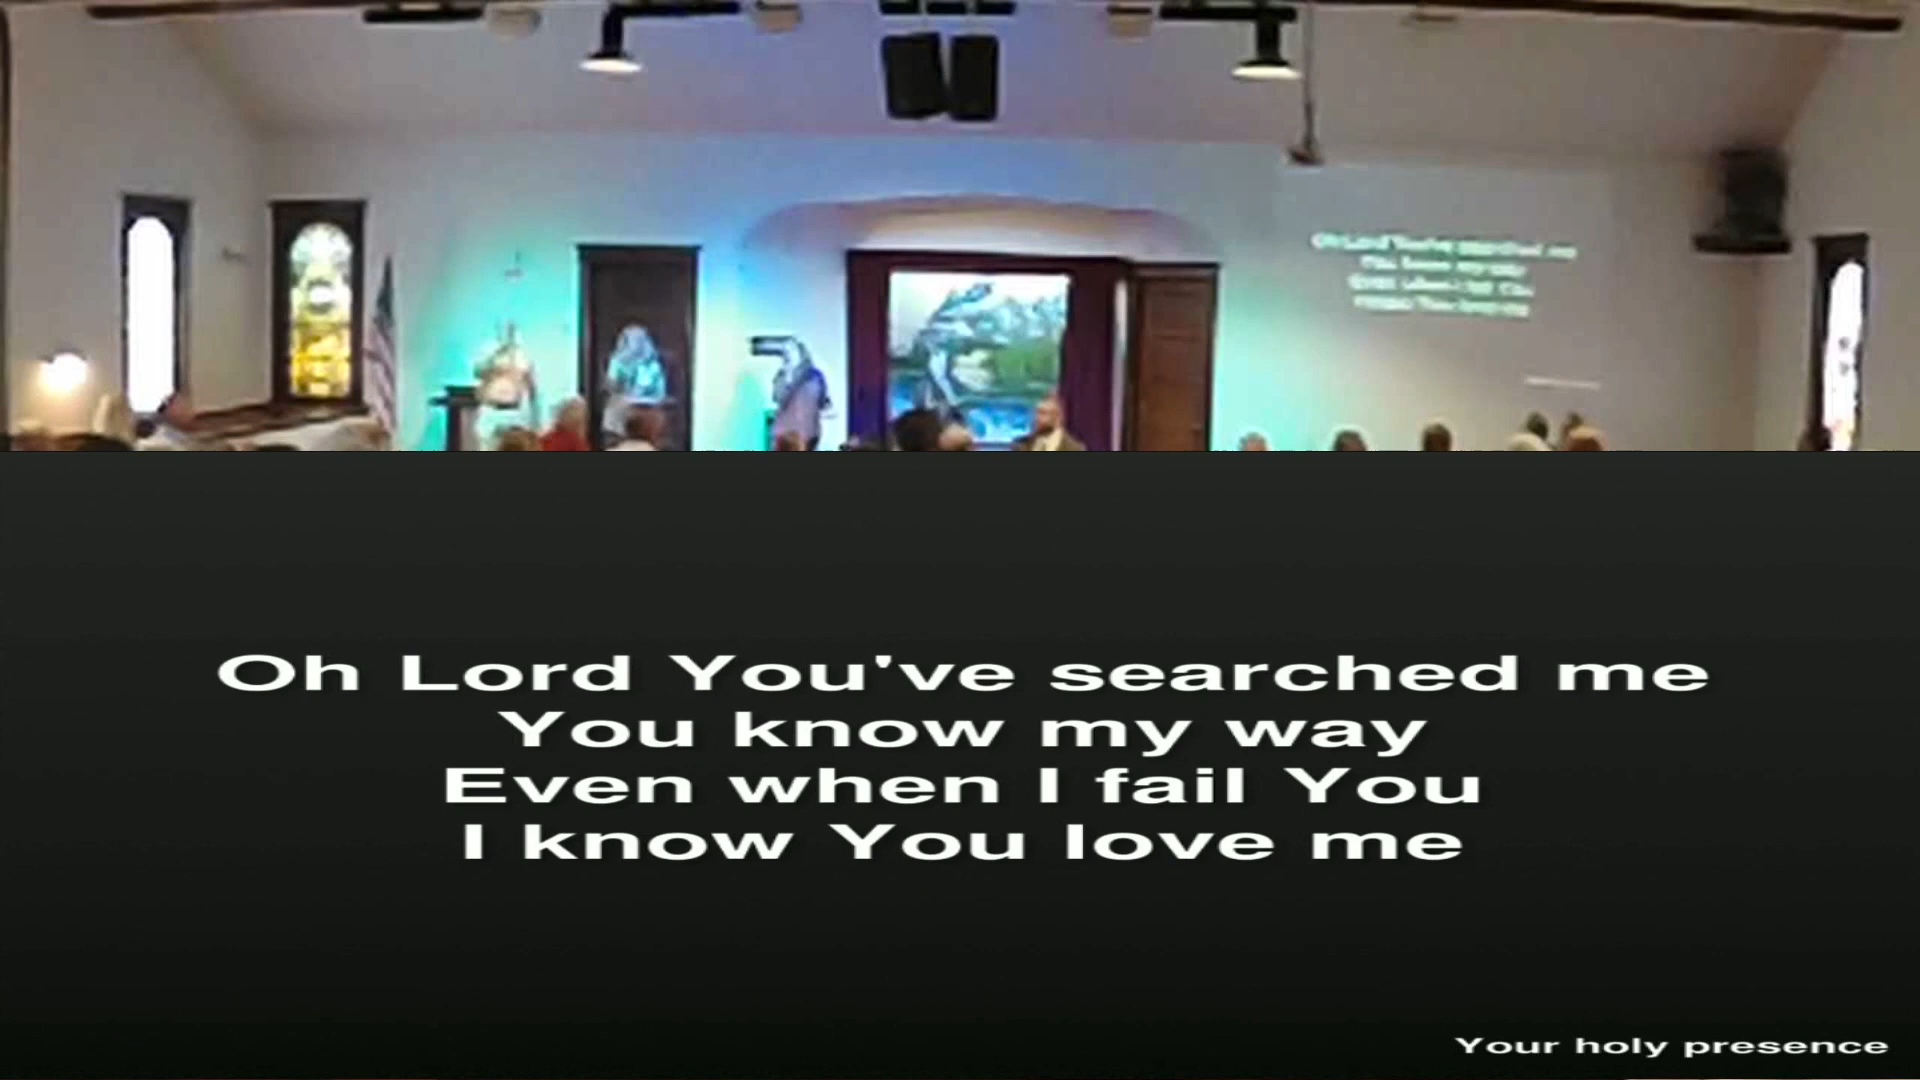 Oh Lord You've searched me
You know my way
Even when I fail You
I know You love me
Your holy presence